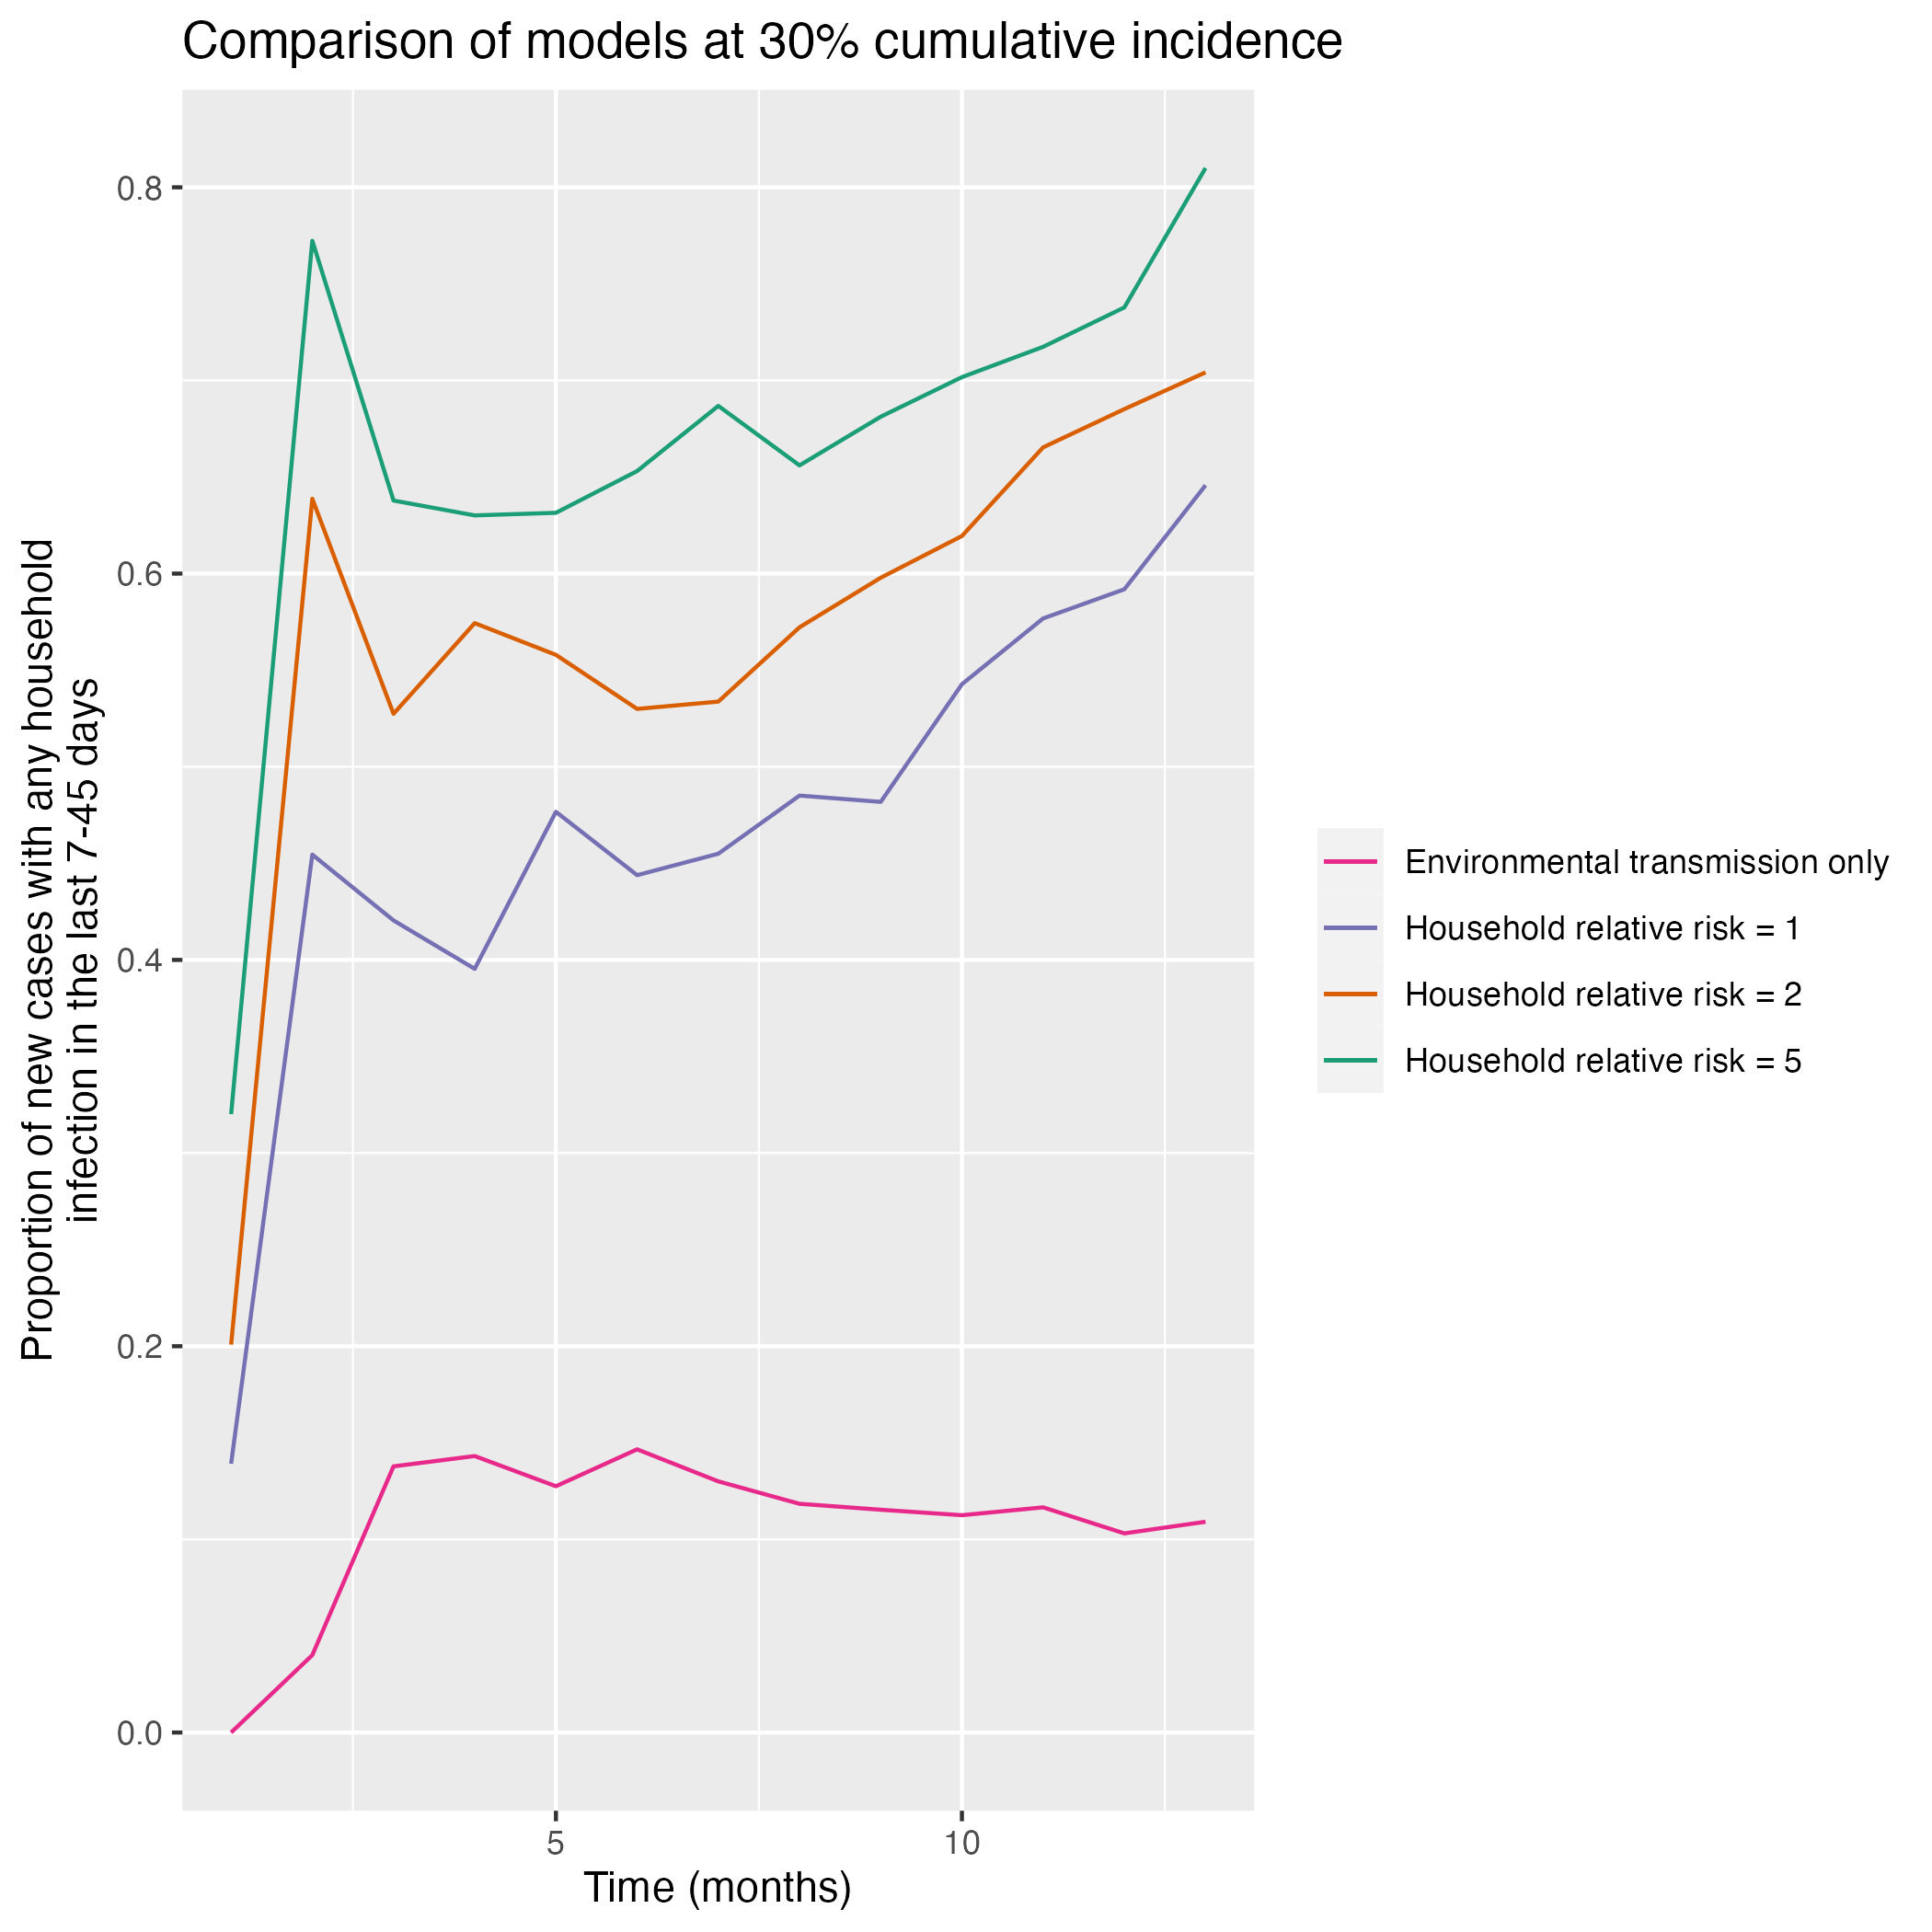 Comparison of models at 30% cumulative incidence
Proportion of new cases with any household
infection in the last 7-45 days
0.8
0.6
0.4
0.2
0.0
5
10
Time (months)
Environmental transmission only
Household relative risk = 1
Household relative risk = 2
Household relative risk = 5